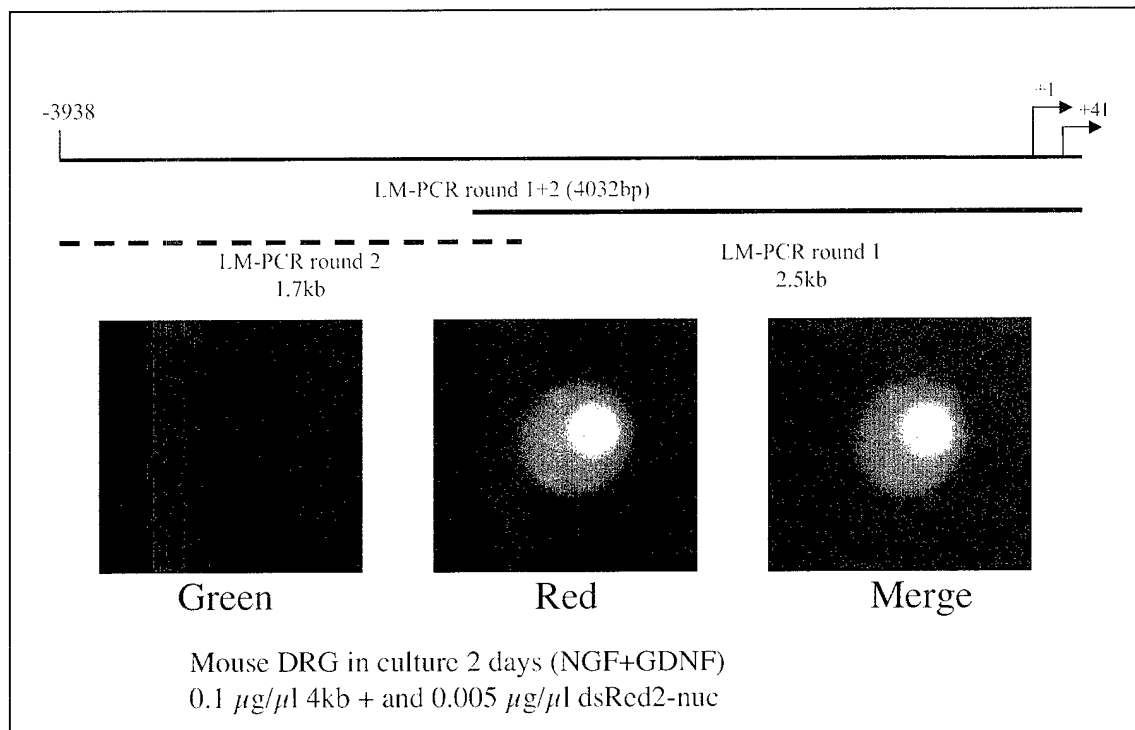 -3938
+1
+41
LM-PCR round 1+2 (4032bp)
LM-PCR round 2
1.7kb
LM-PCR round 1
2.5kb
Green
Red
Merge
Mouse DRG in culture 2 days (NGF+GDNF)
0.1 µg/µl 4kb + and 0.005 µg/µl dsRed2-nuc